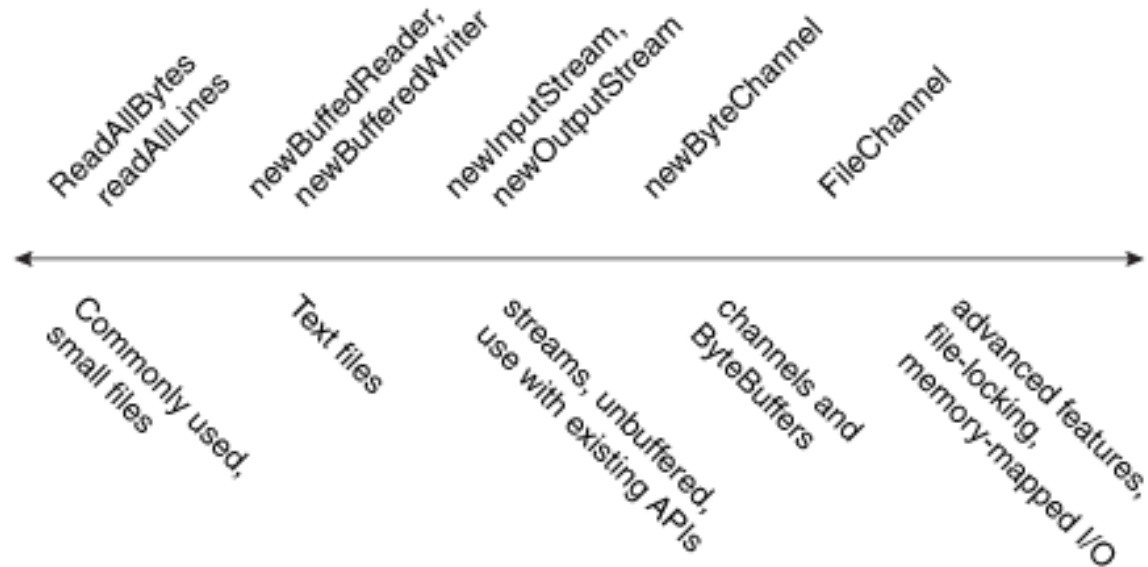 ReadAllBytes
readAllLines
newBuffedReader,
newBufferedWriter
newInputStream,
newOutputStream
newByteChannel
FileChannel
Commonly used,
small files
Text files
streams, unbuffered,
use with existing APIs
channels and
ByteBuffers
advanced features,
file-locking,
memory-mapped I/O